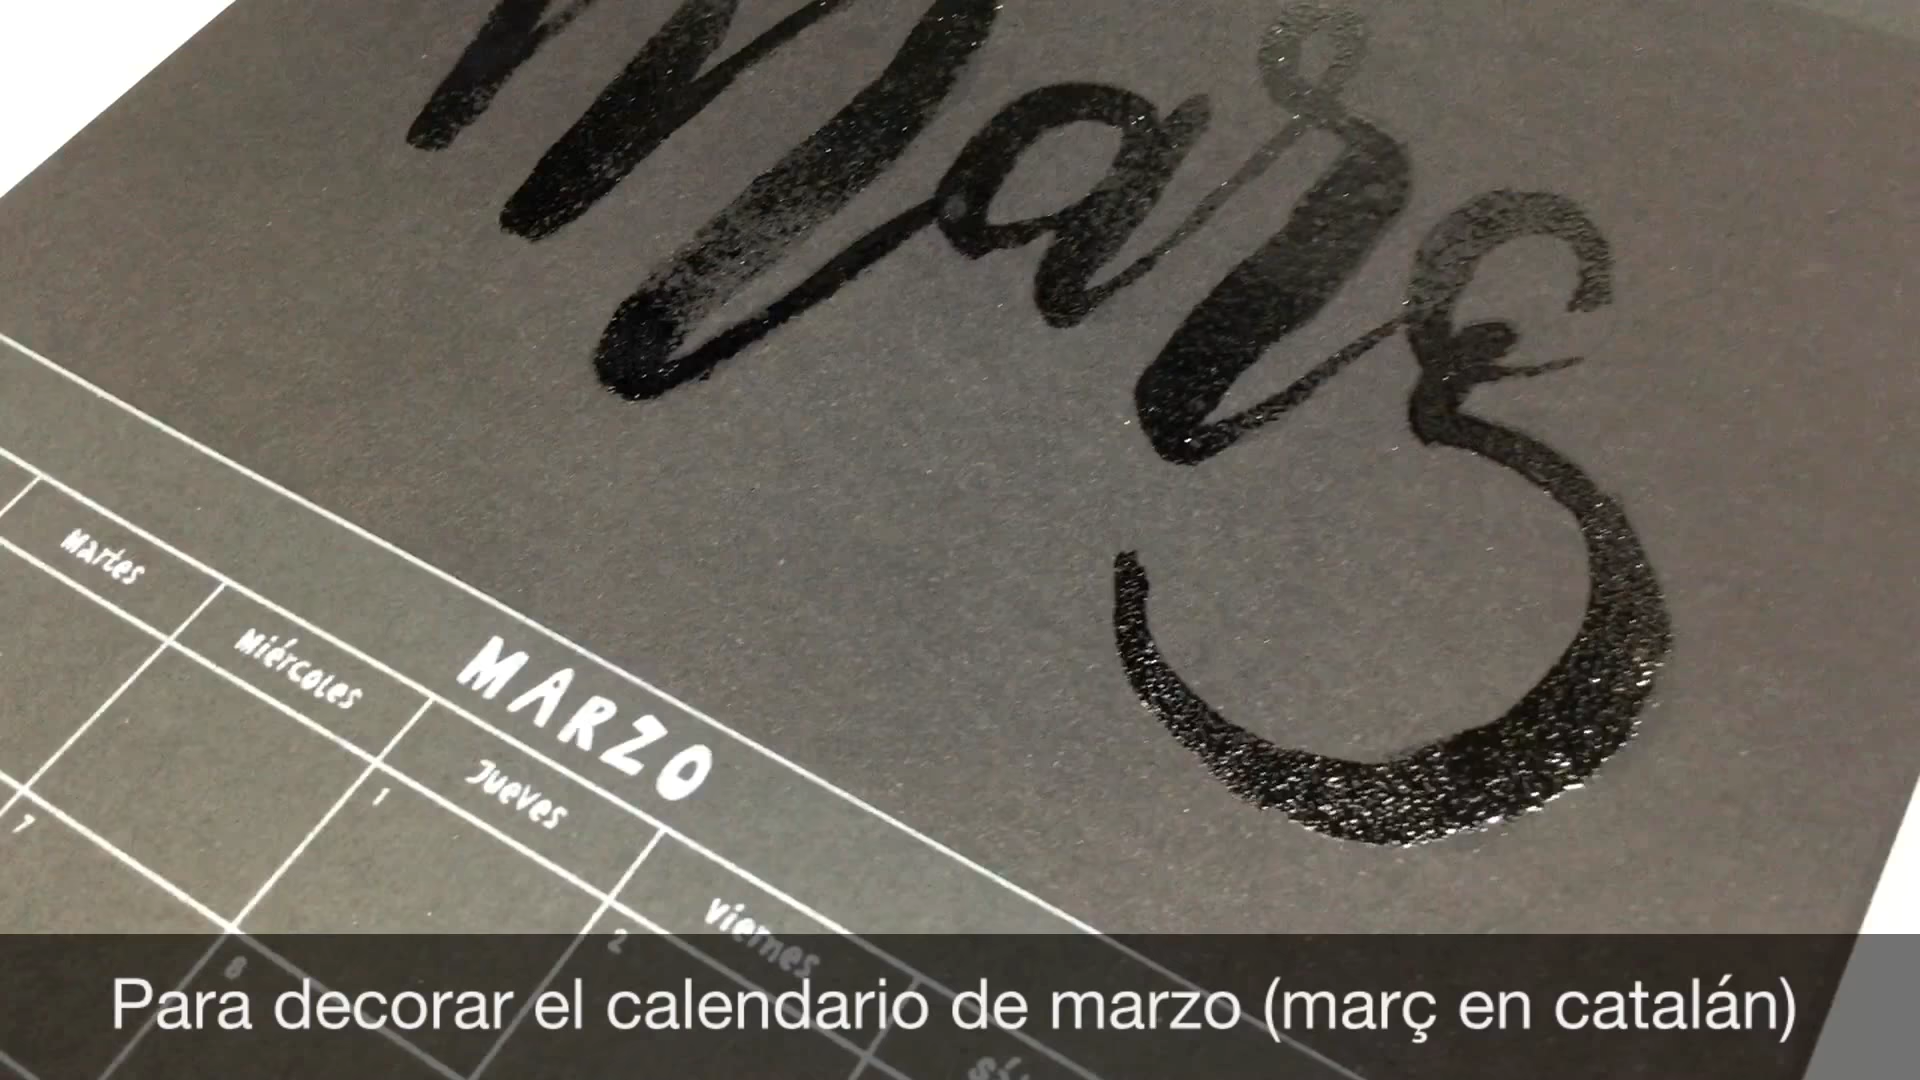 Març
MARZO
Martes
Miércoles
Jueves
Viernes
1
2
7
8
Para decorar el calendario de marzo (març en catalán)